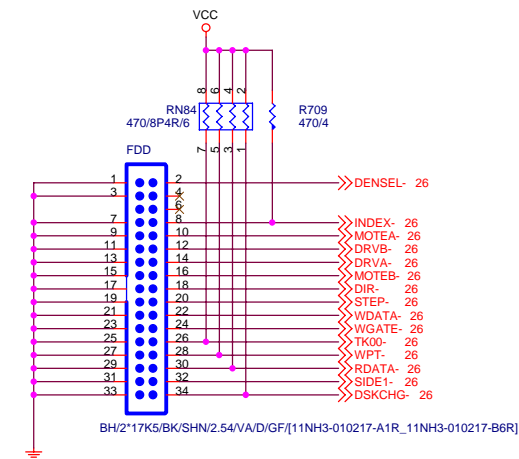 VCC
8 6 4 2
RN84
470/8P4R/6
R709
470/4
7 5 3 1
FDD
1 2 DENSEL- 26
3 4
6
7 8 INDEX- 26
9 10 MOTEA- 26
11 12 DRVB- 26
13 14 DRVA- 26
15 16 MOTEB- 26
17 18 DIR- 26
19 20 STEP- 26
21 22 WDATA- 26
23 24 WGATE- 26
25 26 TK00- 26
27 28 WPT- 26
29 30 RDATA- 26
31 32 SIDE1- 26
33 34 DSKCHG- 26
BH/2*17K5/BK/SHN/2.54/VA/D/GF/[11NH3-010217-A1R_11NH3-010217-B6R]